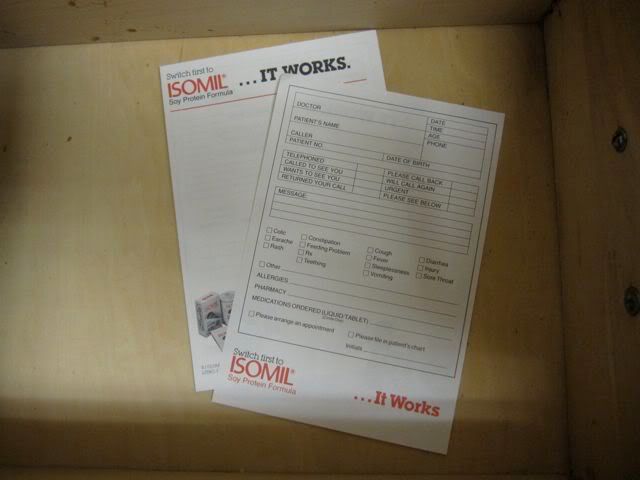 Switch first to
ISOMIL®
Soy Protein Formula
...IT WORKS.
DOCTOR
DATE
TIME
PATIENT'S NAME
AGE
PHONE
CALLER
PATIENT NO.
DATE OF BIRTH
TELEPHONED
PLEASE CALL BACK
CALLED TO SEE YOU
WILL CALL AGAIN
WANTS TO SEE YOU
URGENT
RETURNED YOUR CALL
PLEASE SEE BELOW
MESSAGE:
Colic
Constipation
Cough
Diarrhea
Earache
Feeding Problem
Fever
Injury
Rash
Rx
Sleeplessness
Sore Throat
Teething
Vomiting
Other
ALLERGIES
PHARMACY
MEDICATIONS ORDERED (LIQUID/TABLET)
(Circle One)
Please arrange an appointment
Please file in patient's chart
Initials
Switch first to
ISOMIL®
Soy Protein Formula
...It Works